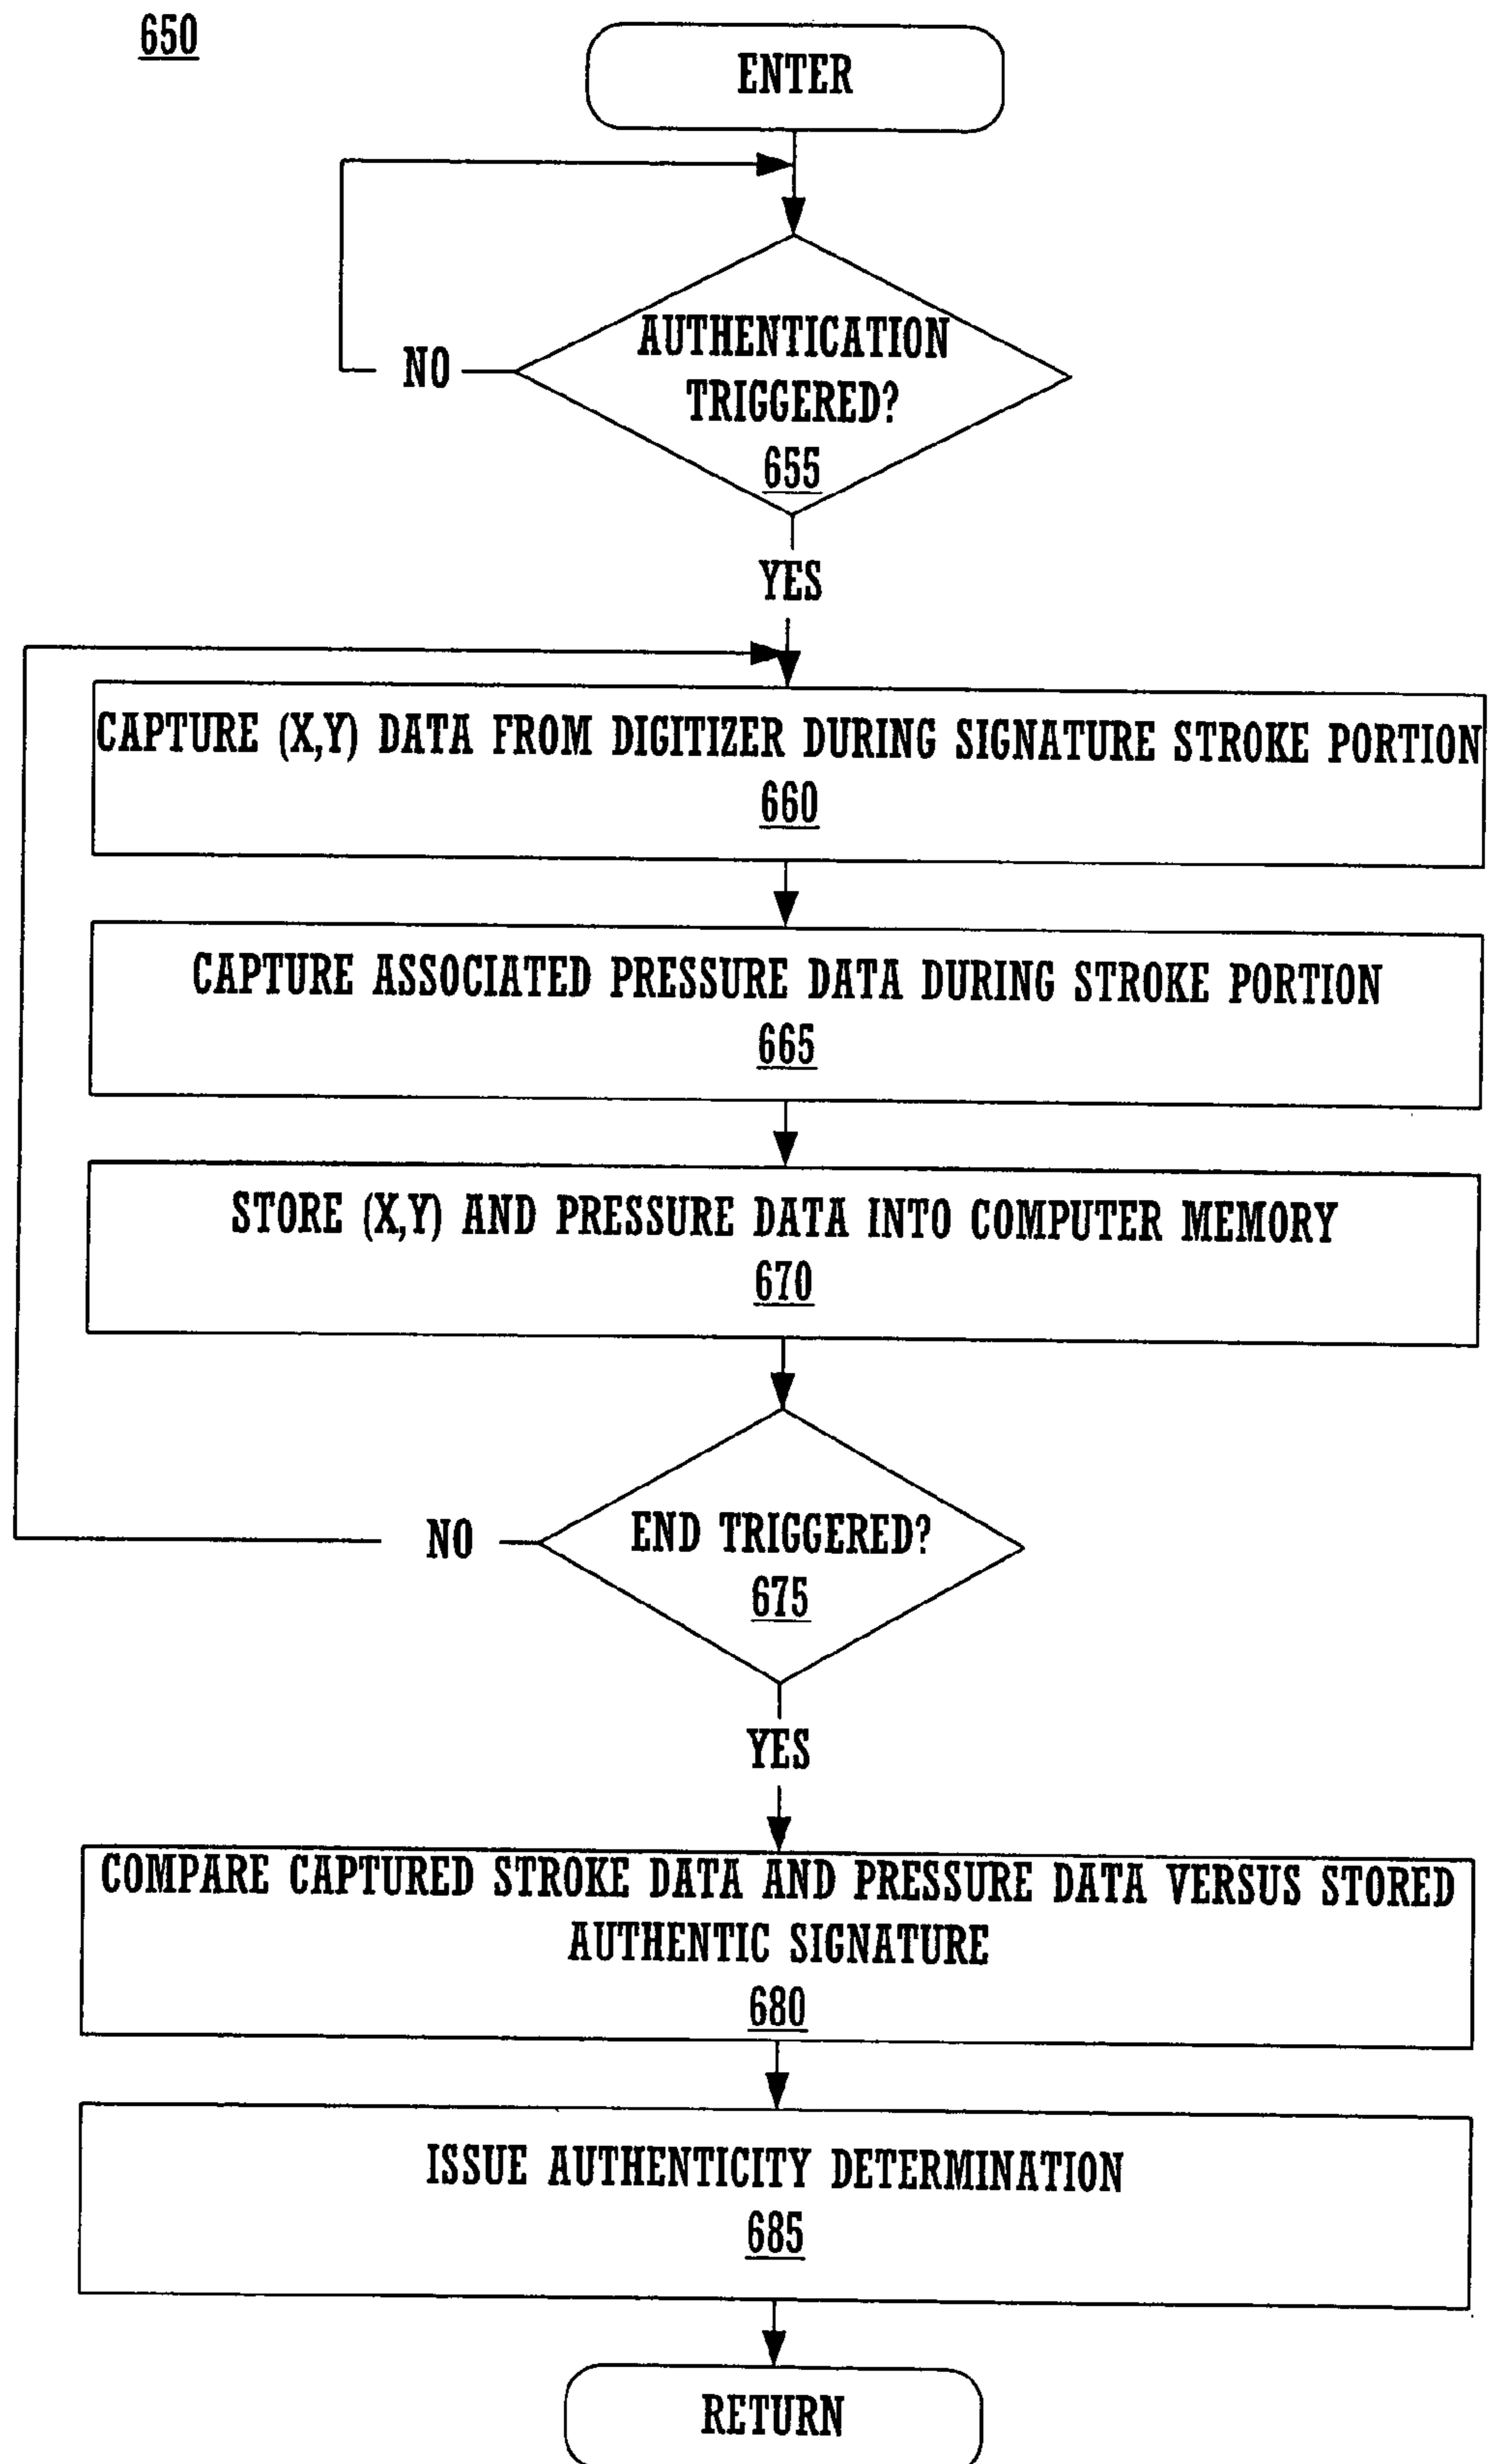 650
ENTER
AUTHENTICATION
TRIGGERED?
655
NO
YES
CAPTURE (X,Y) DATA FROM DIGITIZER DURING SIGNATURE STROKE PORTION
660
CAPTURE ASSOCIATED PRESSURE DATA DURING STROKE PORTION
665
STORE (X,Y) AND PRESSURE DATA INTO COMPUTER MEMORY
670
END TRIGGERED?
675
NO
YES
COMPARE CAPTURED STROKE DATA AND PRESSURE DATA VERSUS STORED
AUTHENTIC SIGNATURE
680
ISSUE AUTHENTICITY DETERMINATION
685
RETURN